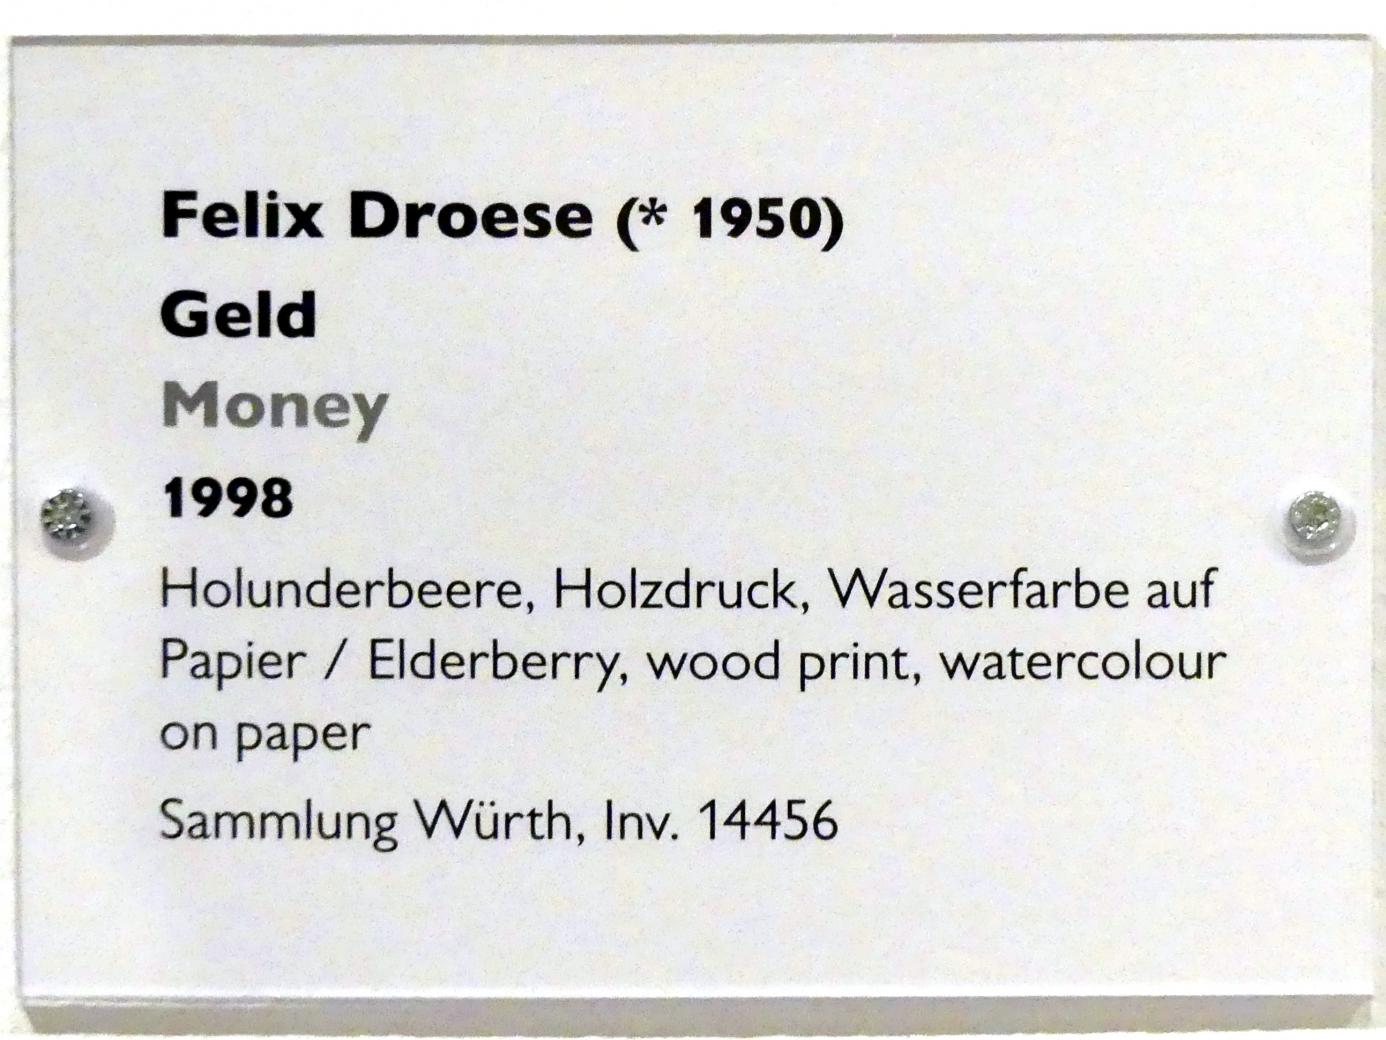 Felix Droese (* 1950)
Geld
Money
1998
Holunderbeere, Holzdruck, Wasserfarbe auf
Papier / Elderberry, wood print, watercolour
on paper
Sammlung Würth, Inv. 14456